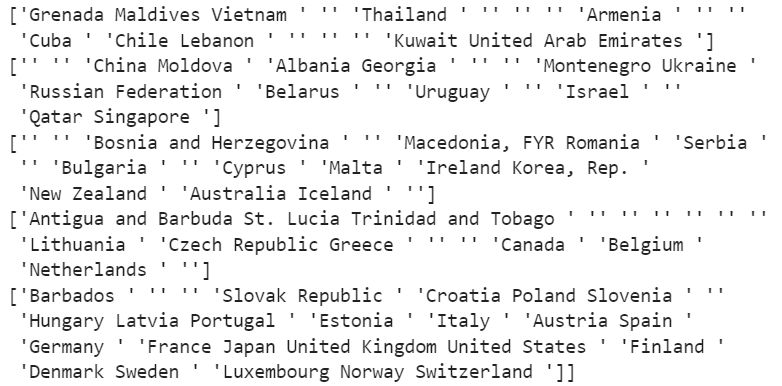 ['Grenada Maldives Vietnam ' '' 'Thailand ' '' '' '' 'Armenia ' '' ''
'Cuba ' 'Chile Lebanon ' '' '' '' 'Kuwait United Arab Emirates ']
['' '' 'China Moldova ' 'Albania Georgia ' '' '' 'Montenegro Ukraine '
'Russian Federation ' 'Belarus ' '' 'Uruguay ' '' 'Israel ' ''
'Qatar Singapore ']
['' '' 'Bosnia and Herzegovina ' '' 'Macedonia, FYR Romania ' 'Serbia '
'' 'Bulgaria ' '' 'Cyprus ' 'Malta ' 'Ireland Korea, Rep. '
'New Zealand ' 'Australia Iceland ' '']
['Antigua and Barbuda St. Lucia Trinidad and Tobago ' '' '' '' '' '' ''
'Lithuania ' 'Czech Republic Greece ' '' '' 'Canada ' 'Belgium '
'Netherlands ' '']
['Barbados ' '' '' 'Slovak Republic ' 'Croatia Poland Slovenia ' ''
'Hungary Latvia Portugal ' 'Estonia ' 'Italy ' 'Austria Spain '
'Germany ' 'France Japan United Kingdom United States ' 'Finland '
'Denmark Sweden ' 'Luxembourg Norway Switzerland ']]